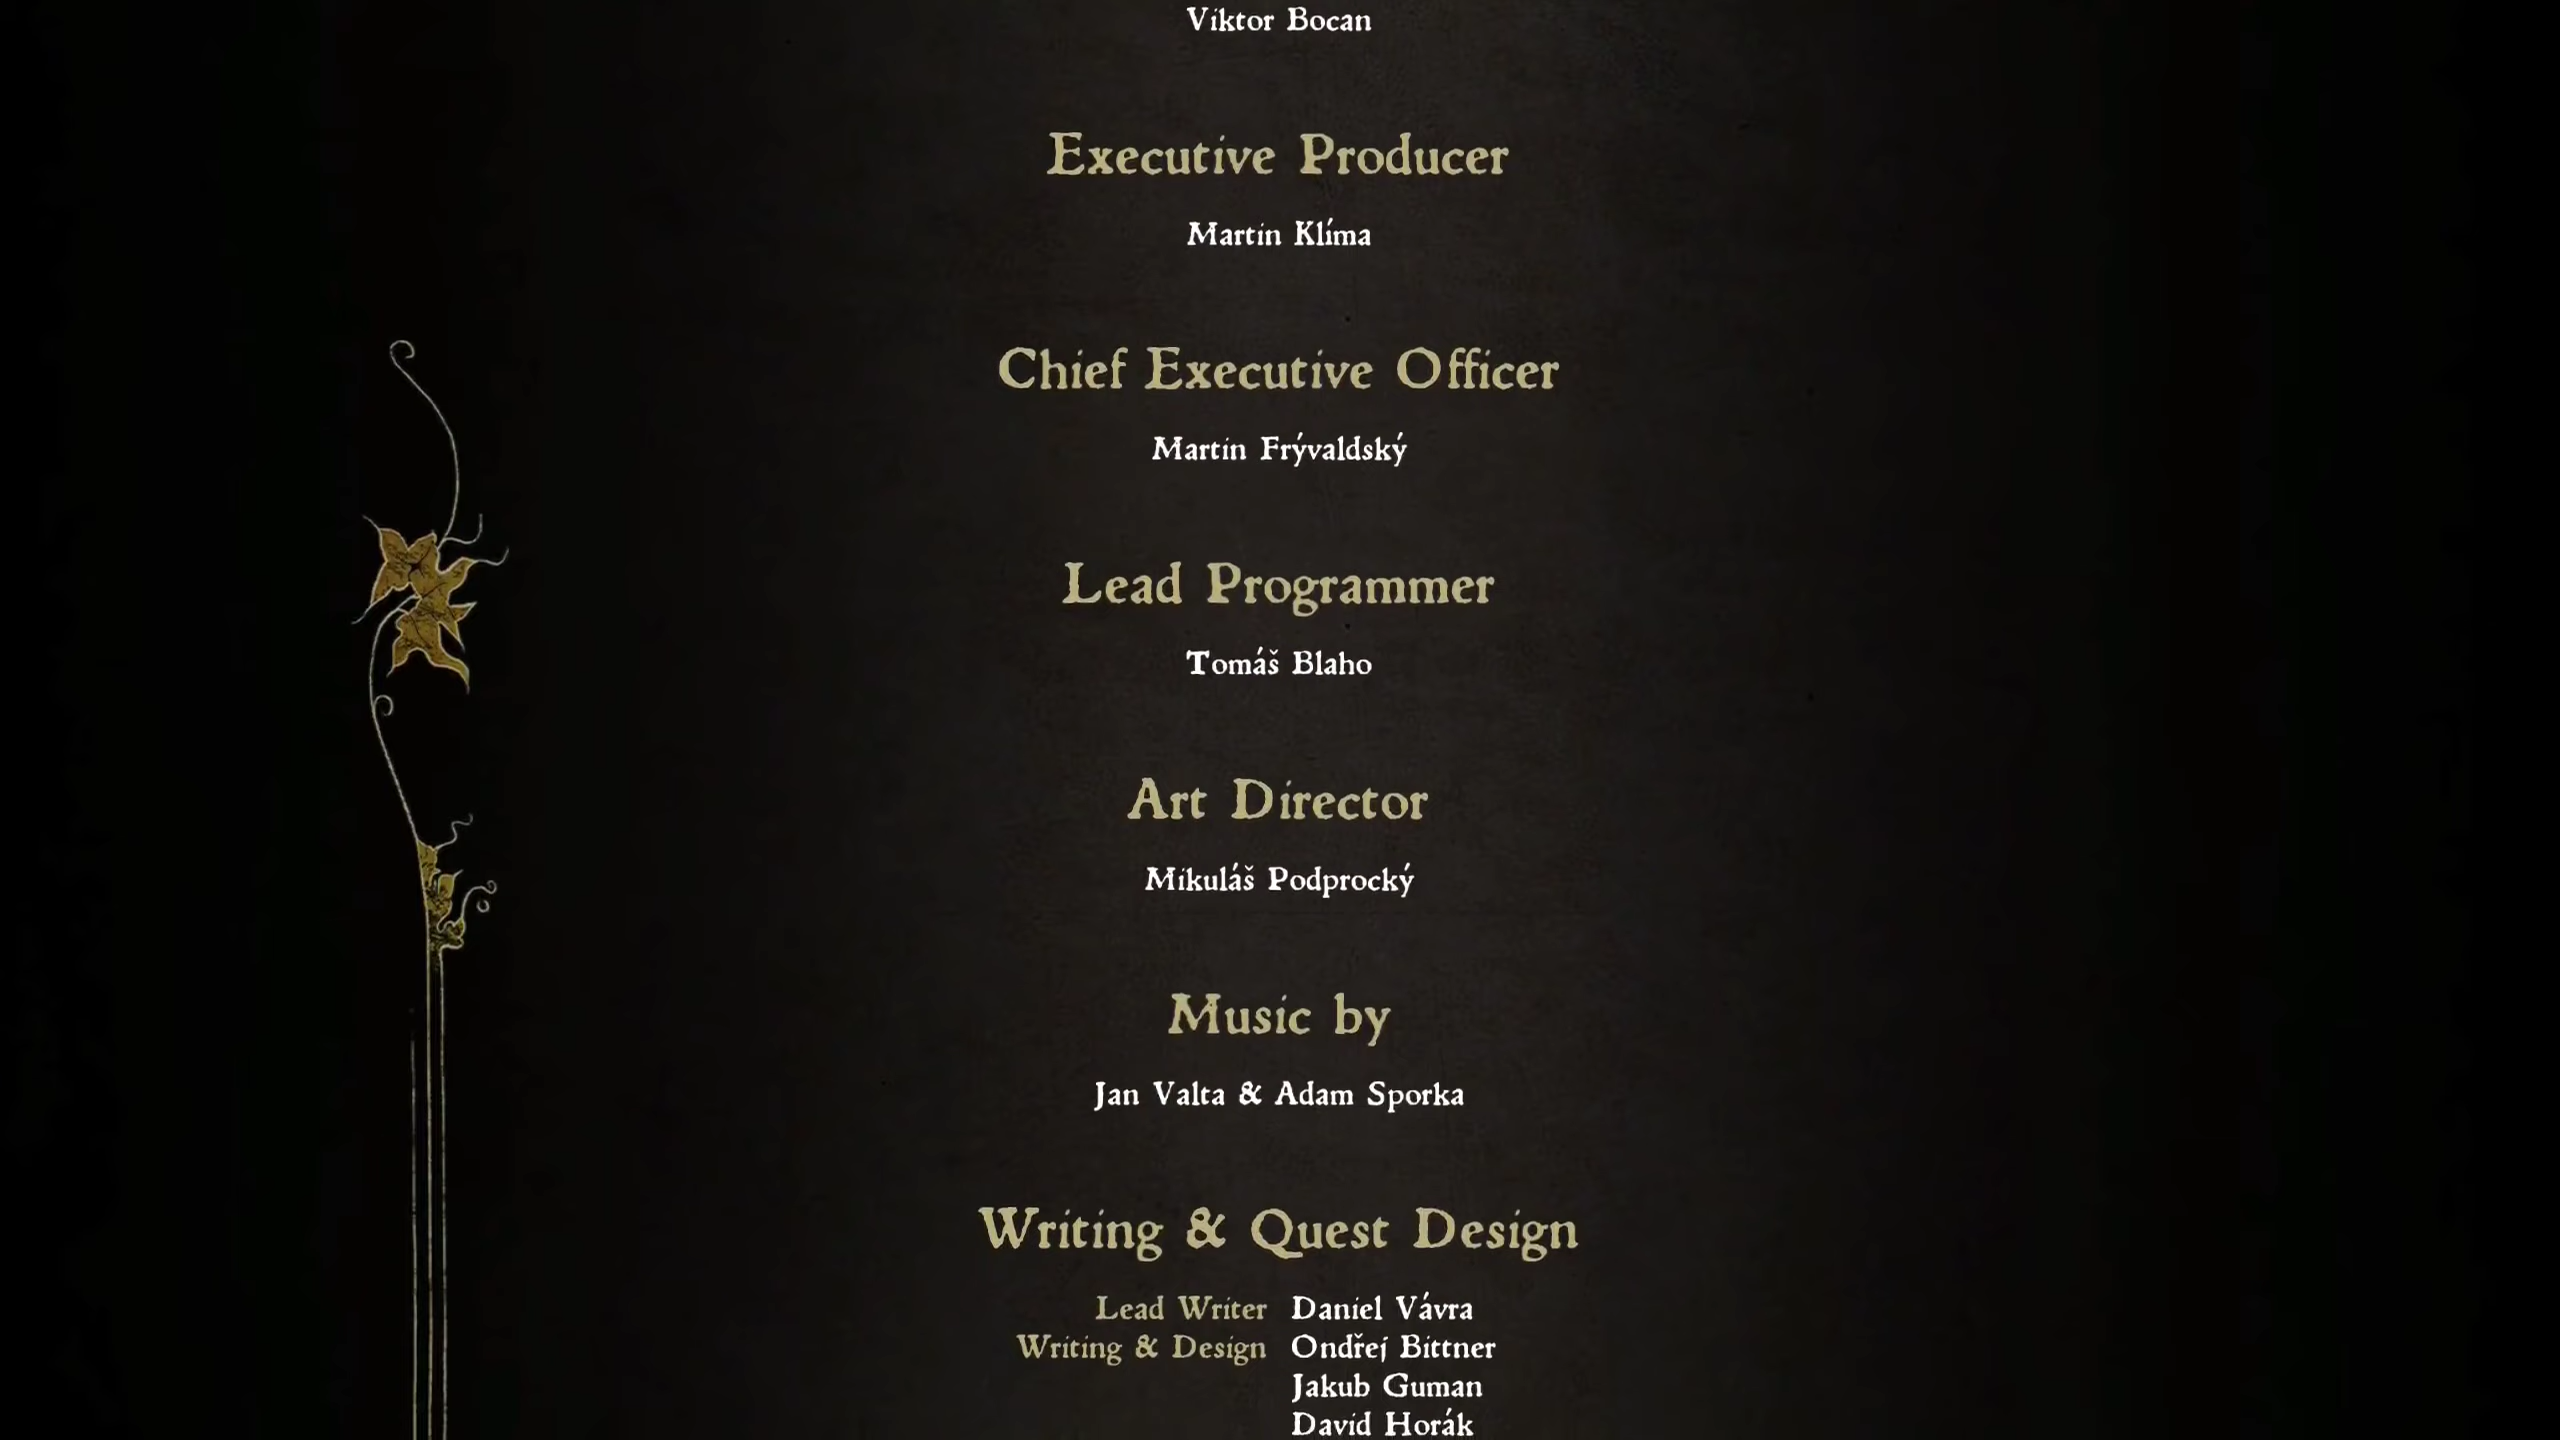 Viktor Bocan
Executive Producer
Martin Klíma
Chief Executive Officer
Martin Frývaldský
Lead Programmer
Tomáš Blaho
Art Director
Mikuláš Podprocký
Music by
Jan Valta & Adam Sporka
Writing & Quest Design
Lead Writer Daniel Vávra
Writing & Design Ondřej Bittner
Jakub Guman
David Horák